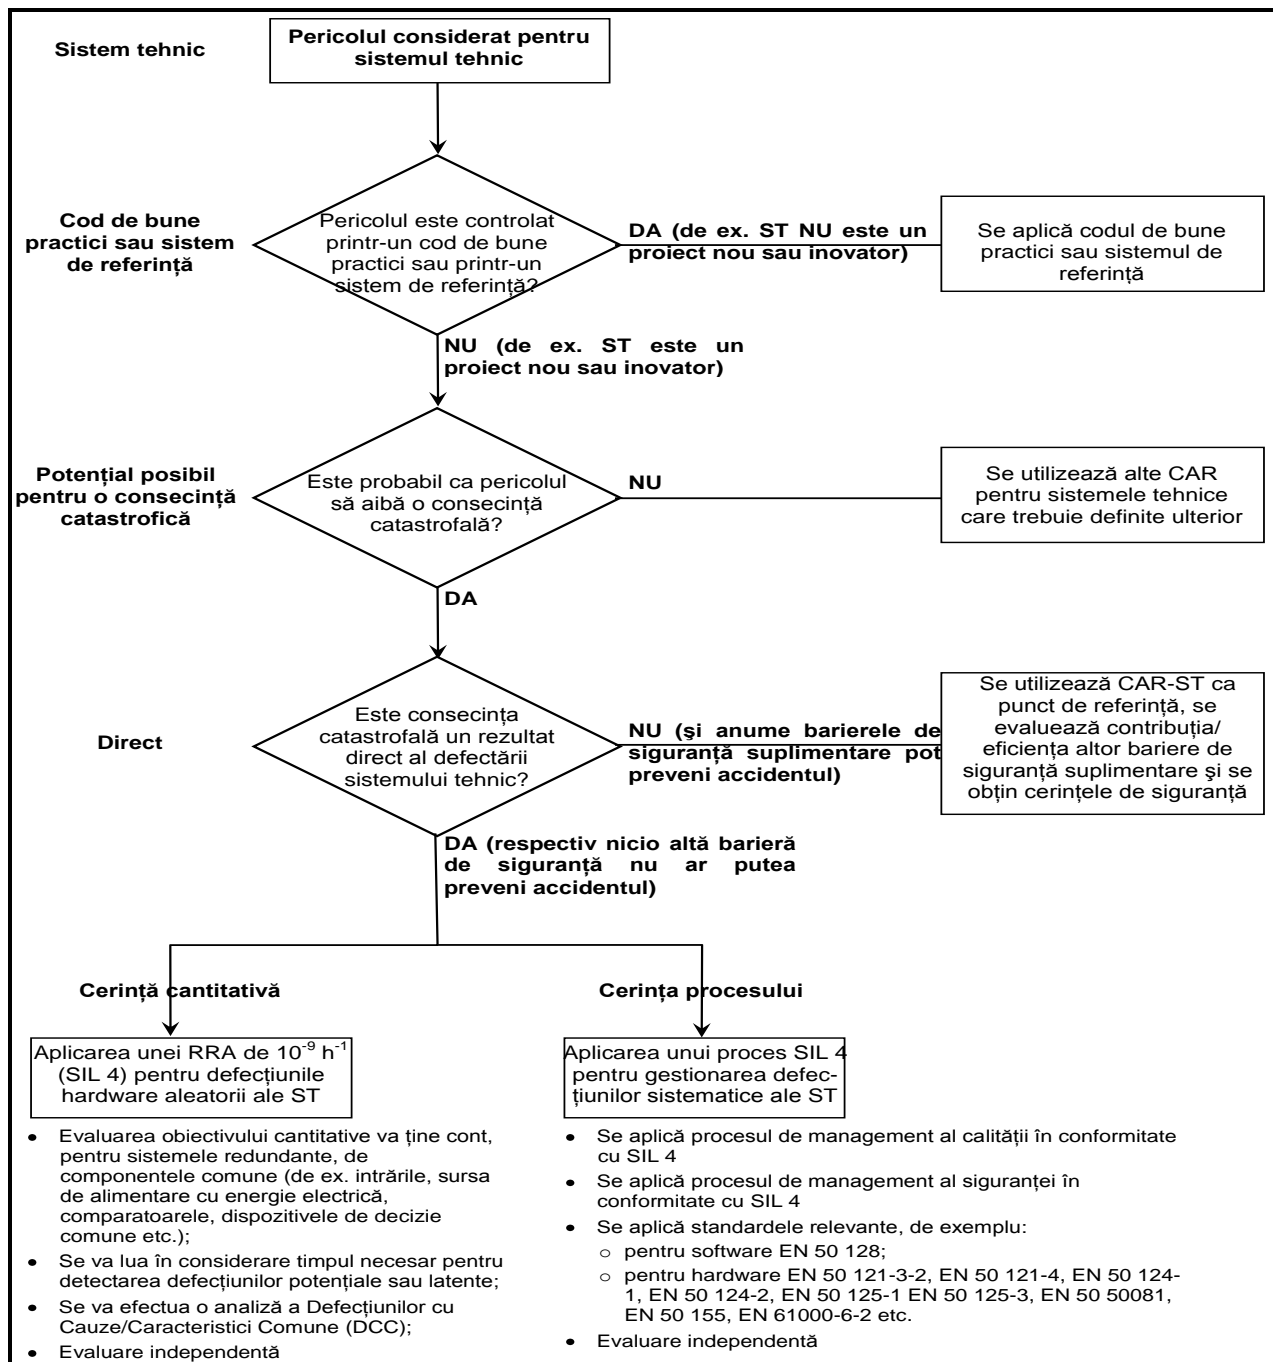 Sistem tehnic
Pericolul considerat pentru
sistemul tehnic
Cod de bune
practici sau sistem
de referință
Pericolul este controlat
printr-un cod de bune
practici sau printr-un
sistem de referință?
DA (de ex. ST NU este un
proiect nou sau inovator)
Se aplică codul de bune
practici sau sistemul de
referință
NU (de ex. ST este un
proiect nou sau inovator)
Potențial posibil
pentru o consecință
catastrofică
Este probabil ca pericolul
să aibă o consecință
catastrofală?
NU
Se utilizează alte CAR
pentru sistemele tehnice
care trebuie definite ulterior
DA
Direct
Este consecința
catastrofală un rezultat
direct al defectării
sistemului tehnic?
NU (şi anume barierele de
siguranță suplimentare pot
preveni accidentul)
Se utilizează CAR-ST ca
punct de referință, se
evaluează contribuția/
eficiența altor bariere de
siguranță suplimentare şi se
obțin cerințele de siguranță
DA (respectiv nicio altă barieră
de siguranță nu ar putea
preveni accidentul)
Cerință cantitativă
Aplicarea unei RRA de 10⁻⁹ h⁻¹
(SIL 4) pentru defecțiunile
hardware aleatorii ale ST
• Evaluarea obiectivului cantitative va ține cont,
pentru sistemele redundante, de
componentele comune (de ex. intrările, sursa
de alimentare cu energie electrică,
comparatoarele, dispozitivele de decizie
comune etc.);
• Se va lua în considerare timpul necesar pentru
detectarea defecțiunilor potențiale sau latente;
• Se va efectua o analiză a Defecțiunilor cu
Cauze/Caracteristici Comune (DCC);
• Evaluare independentă
Cerința procesului
Aplicarea unui proces SIL 4
pentru gestionarea defec-
țiunilor sistematice ale ST
• Se aplică procesul de management al calității în conformitate
cu SIL 4
• Se aplică procesul de management al siguranței în
conformitate cu SIL 4
• Se aplică standardele relevante, de exemplu:
○ pentru software EN 50 128;
○ pentru hardware EN 50 121-3-2, EN 50 121-4, EN 50 124-
1, EN 50 124-2, EN 50 125-1 EN 50 125-3, EN 50 50081,
EN 50 155, EN 61000-6-2 etc.
• Evaluare independentă